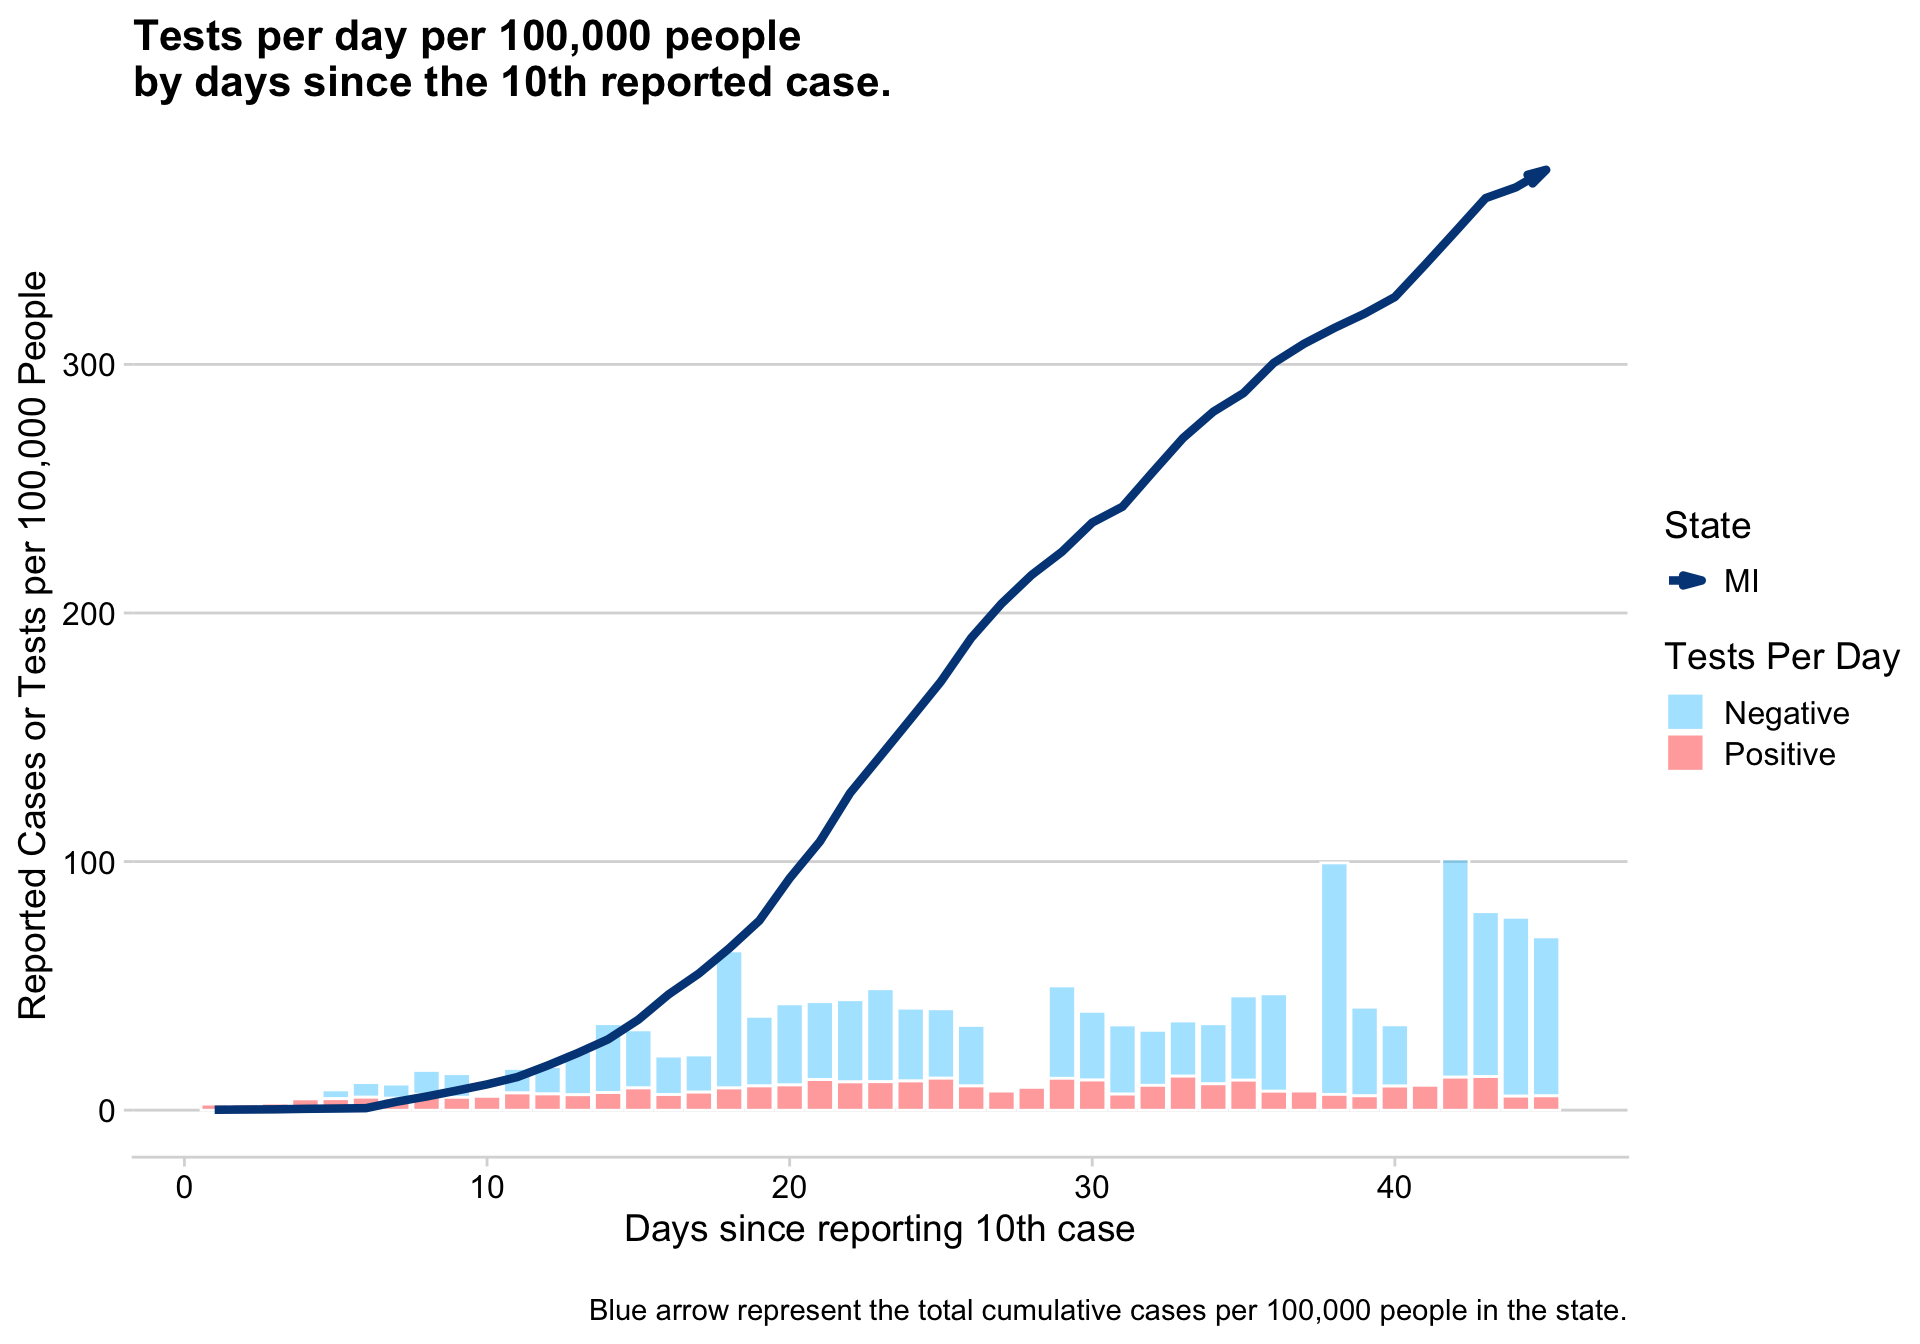 Tests per day per 100,000 people
by days since the 10th reported case.
Reported Cases or Tests per 100,000 People
300
200
100
0
0 10 20 30 40
Days since reporting 10th case
State
MI
Tests Per Day
Negative
Positive
Blue arrow represent the total cumulative cases per 100,000 people in the state.